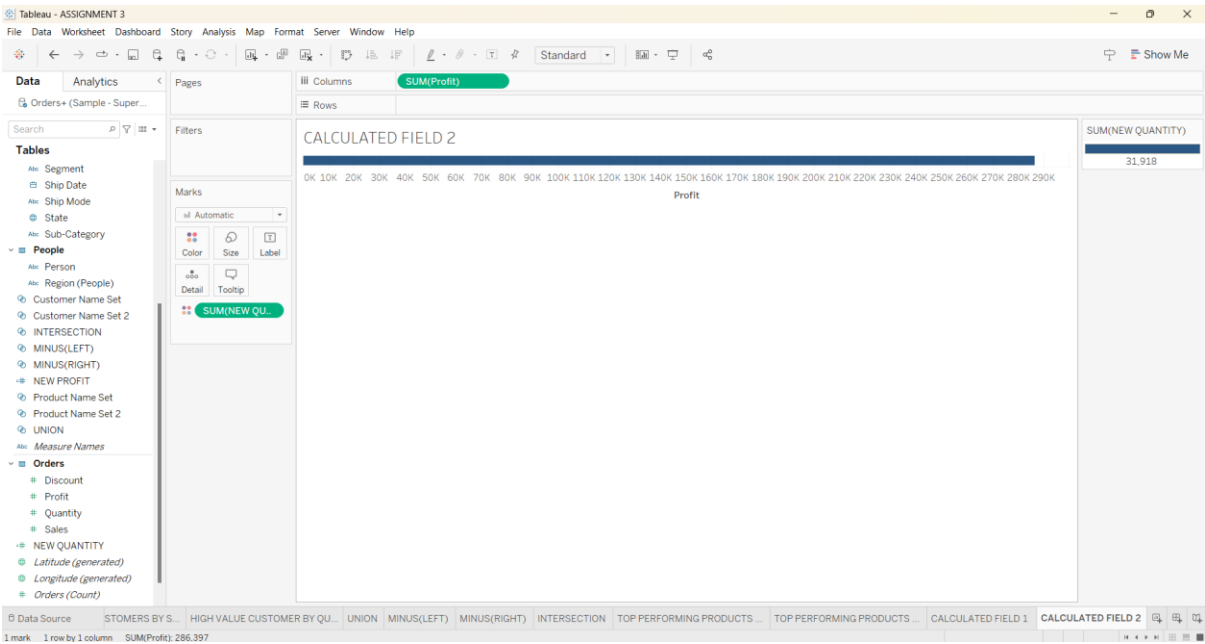 Tableau - ASSIGNMENT 3
File Data Worksheet Dashboard Story Analysis Map Format Server Window Help
Standard
Show Me
Data
Analytics
Orders+ (Sample - Super...
Search
Tables
Abc Segment
Ship Date
Abc Ship Mode
State
Abc Sub-Category
People
Abc Person
Abc Region (People)
Customer Name Set
Customer Name Set 2
INTERSECTION
MINUS(LEFT)
MINUS(RIGHT)
=# NEW PROFIT
Product Name Set
Product Name Set 2
UNION
Abc Measure Names
Orders
# Discount
# Profit
# Quantity
# Sales
=# NEW QUANTITY
Latitude (generated)
Longitude (generated)
# Orders (Count)
Pages
Filters
Marks
Automatic
Color Size Label
Detail Tooltip
SUM(NEW QU..
Columns SUM(Profit)
Rows
CALCULATED FIELD 2
0K 10K 20K 30K 40K 50K 60K 70K 80K 90K 100K 110K 120K 130K 140K 150K 160K 170K 180K 190K 200K 210K 220K 230K 240K 250K 260K 270K 280K 290K
Profit
SUM(NEW QUANTITY)
31,918
Data Source STOMERS BY S... HIGH VALUE CUSTOMER BY QU... UNION MINUS(LEFT) MINUS(RIGHT) INTERSECTION TOP PERFORMING PRODUCTS ... TOP PERFORMING PRODUCTS ... CALCULATED FIELD 1 CALCULATED FIELD 2
1 mark 1 row by 1 column SUM(Profit): 286,397